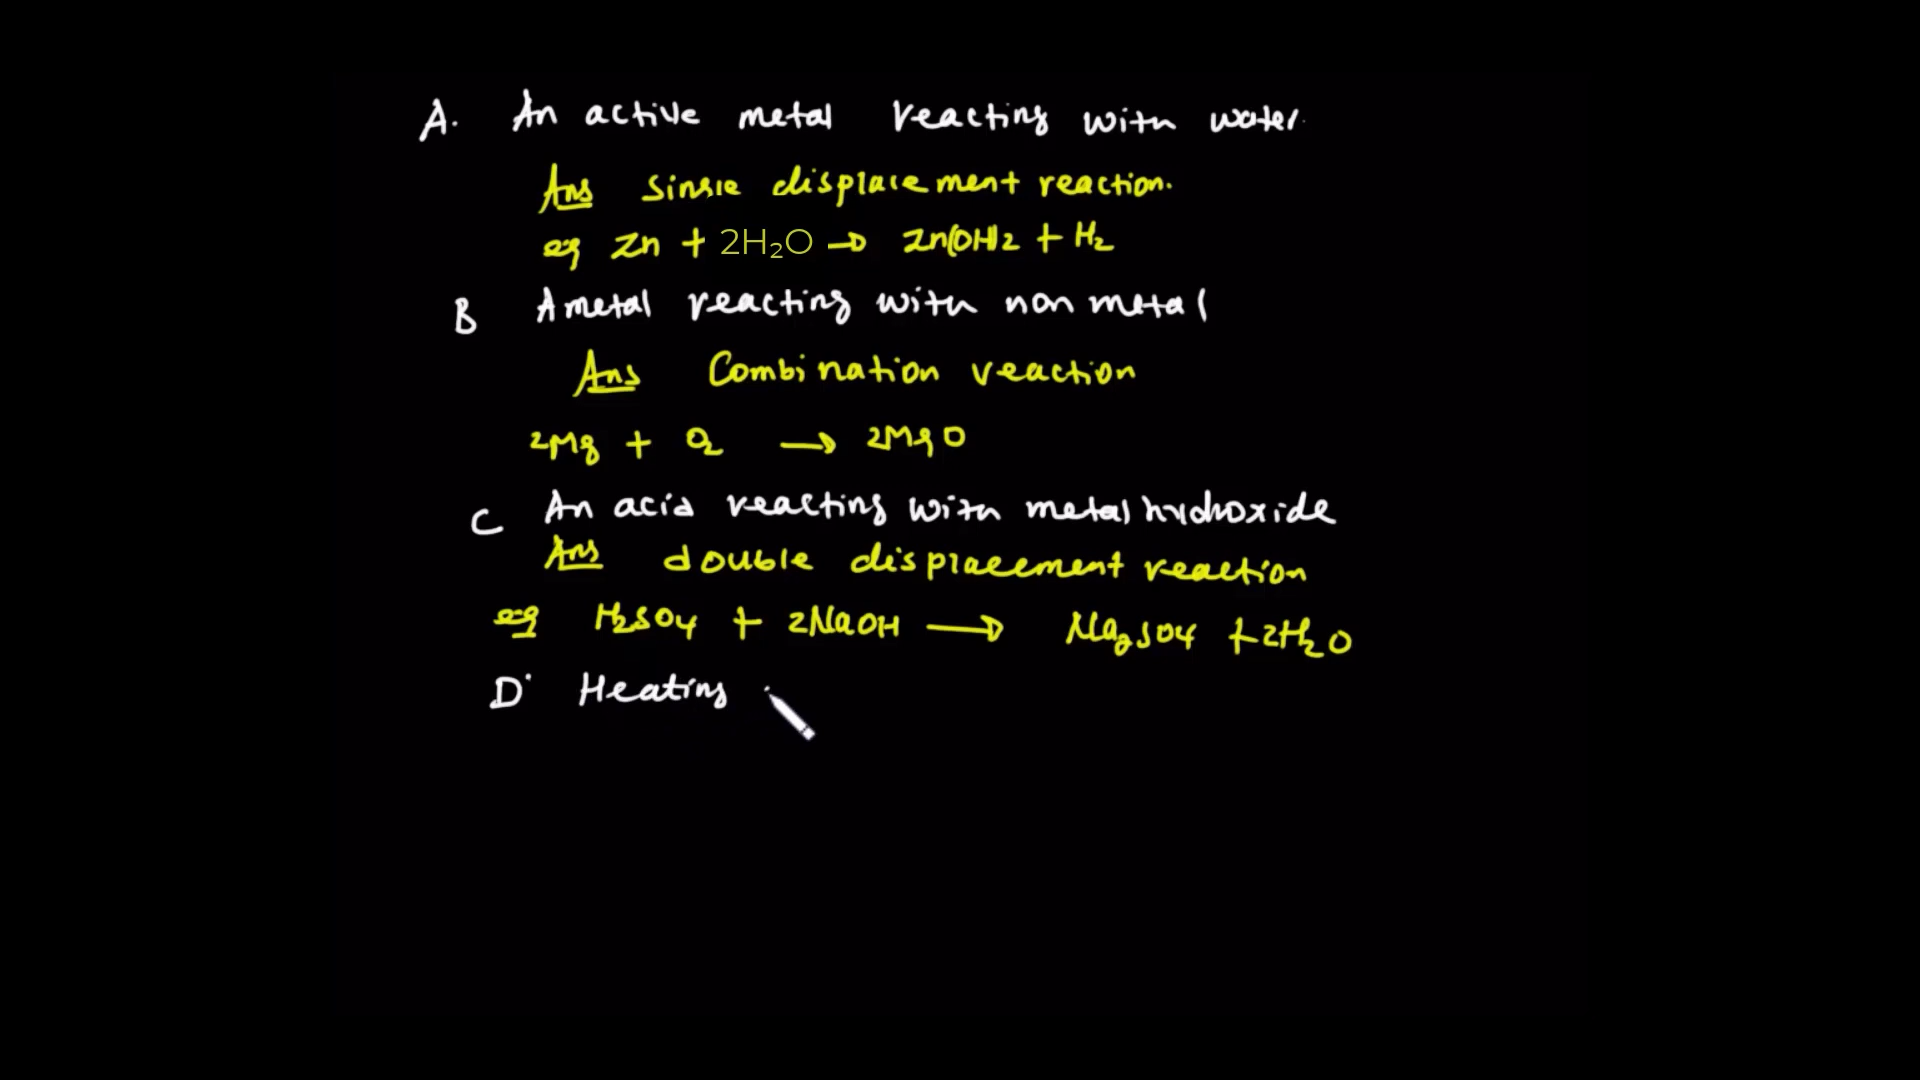 A. An active metal reacting with water.
Ans single displacement reaction.
eg Zn + 2H₂O → Zn(OH)2 + H2
B A metal reacting with non metal
Ans Combination reaction
2Mg + O2 → 2MgO
C An acid reacting with metal hydroxide
Ans double displacement reaction
eg H2SO4 + 2NaOH → Na2SO4 + 2H2O
D. Heating